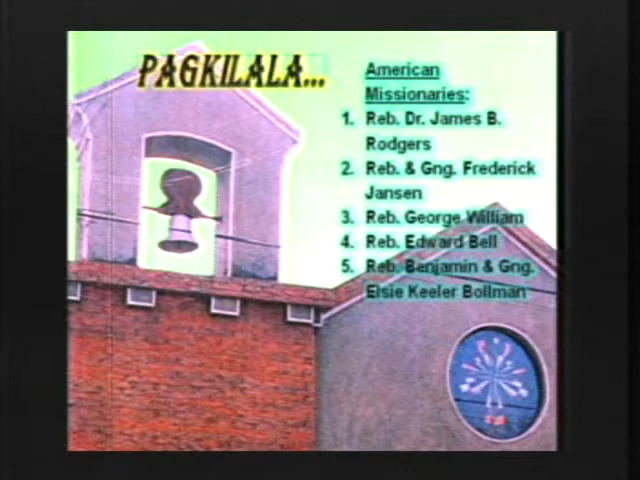 PAGKILALA...
American
Missionaries:
1. Reb. Dr. James B.
Rodgers
2. Reb. & Gng. Frederick
Jansen
3. Reb. George William
4. Reb. Edward Bell
5. Reb. Benjamin & Gng.
Elsie Keeler Bollman